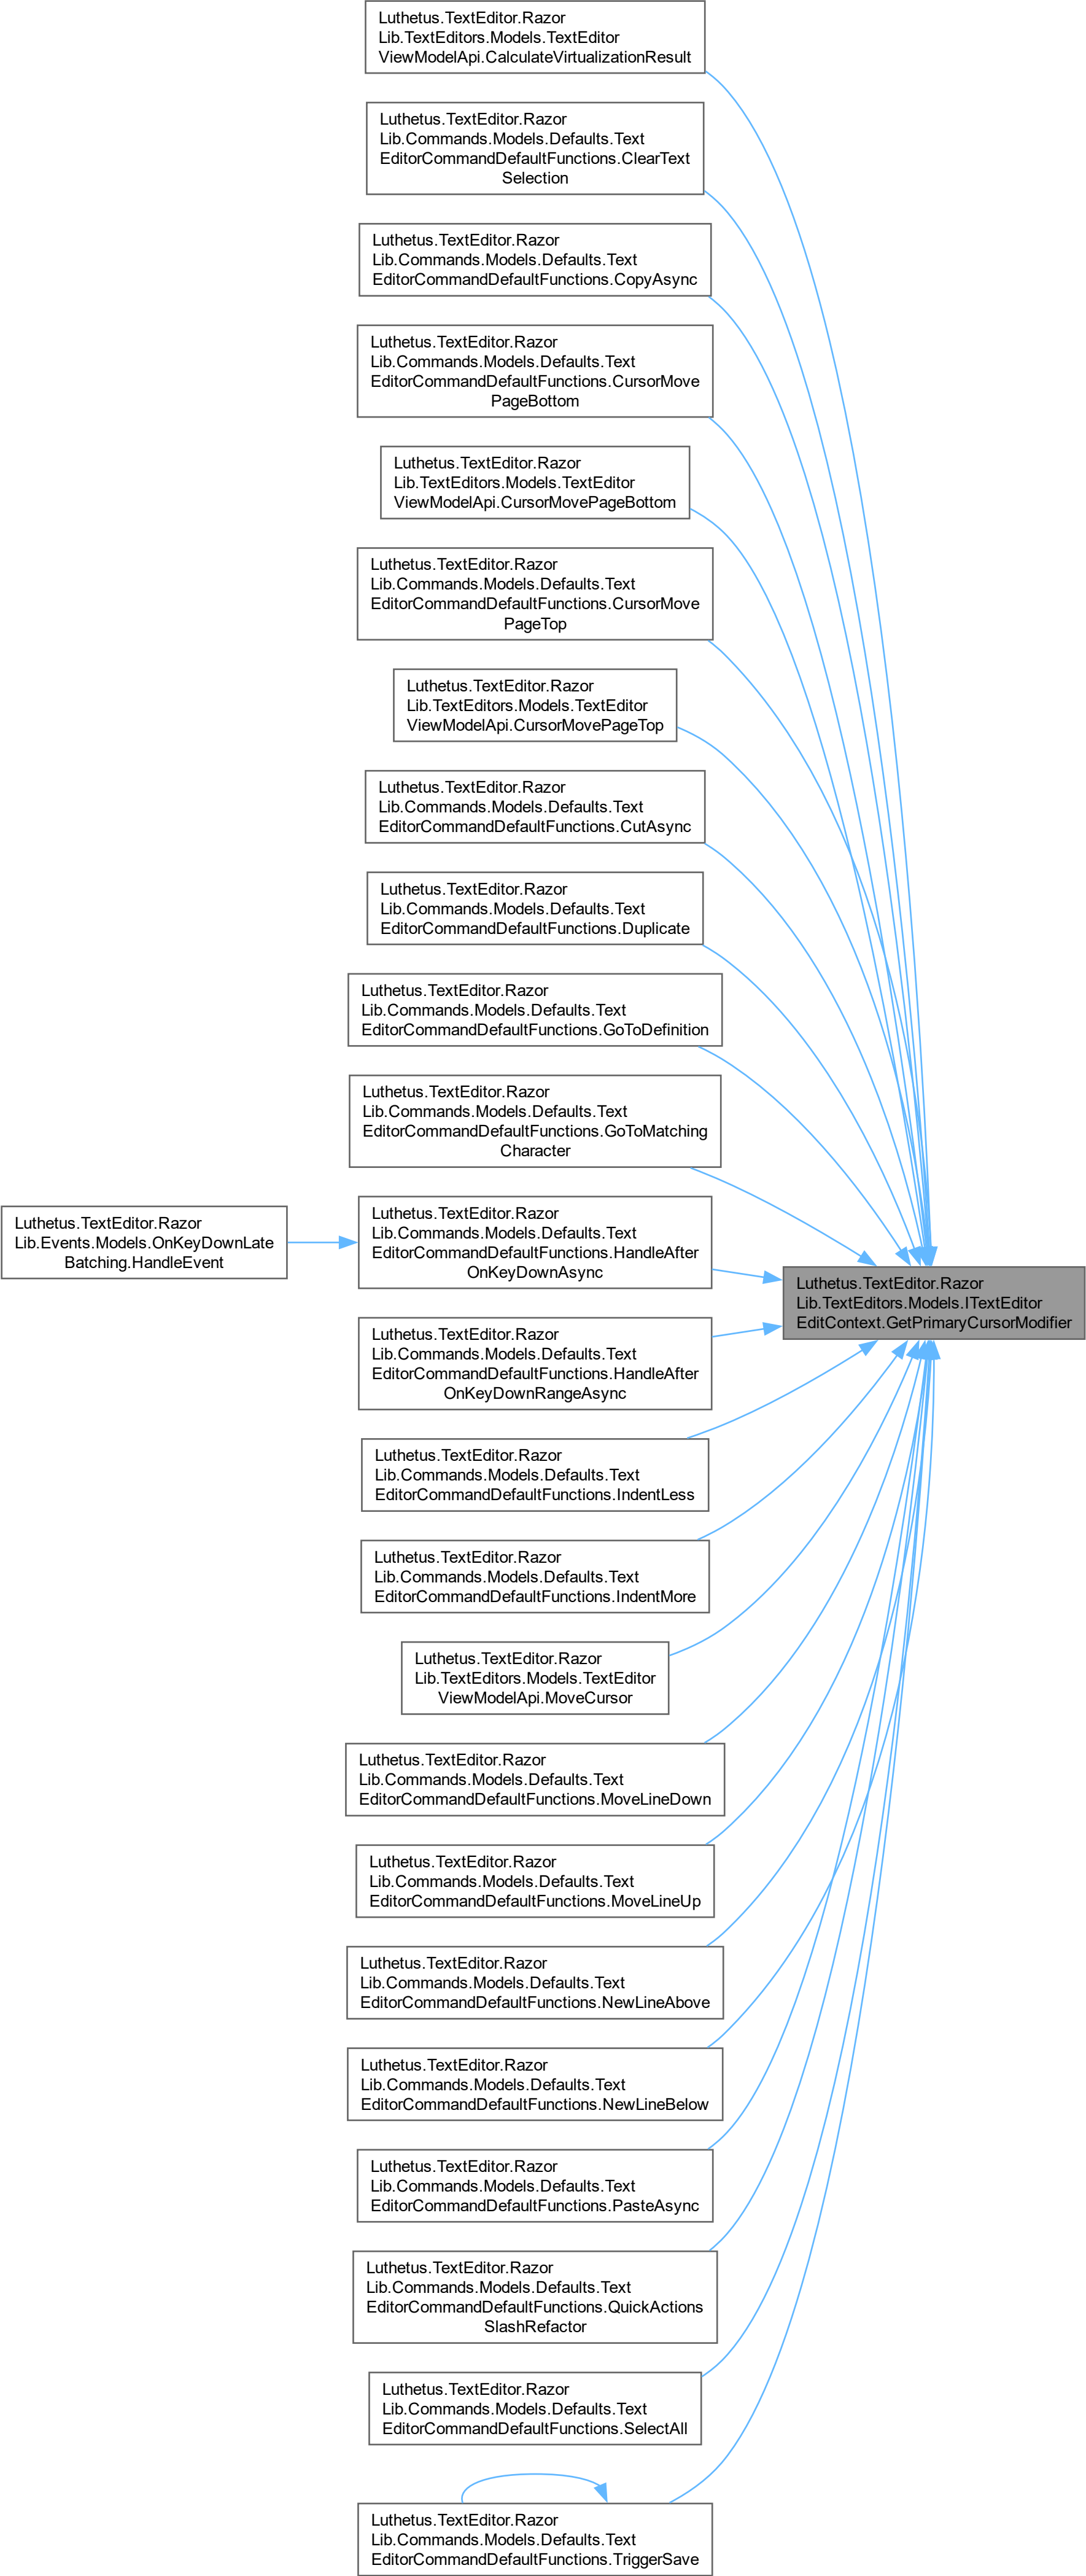 Luthetus.TextEditor.Razor
Lib.TextEditors.Models.TextEditor
ViewModelApi.CalculateVirtualizationResult
Luthetus.TextEditor.Razor
Lib.Commands.Models.Defaults.Text
EditorCommandDefaultFunctions.ClearText
Selection
Luthetus.TextEditor.Razor
Lib.Commands.Models.Defaults.Text
EditorCommandDefaultFunctions.CopyAsync
Luthetus.TextEditor.Razor
Lib.Commands.Models.Defaults.Text
EditorCommandDefaultFunctions.CursorMove
PageBottom
Luthetus.TextEditor.Razor
Lib.TextEditors.Models.TextEditor
ViewModelApi.CursorMovePageBottom
Luthetus.TextEditor.Razor
Lib.Commands.Models.Defaults.Text
EditorCommandDefaultFunctions.CursorMove
PageTop
Luthetus.TextEditor.Razor
Lib.TextEditors.Models.TextEditor
ViewModelApi.CursorMovePageTop
Luthetus.TextEditor.Razor
Lib.Commands.Models.Defaults.Text
EditorCommandDefaultFunctions.CutAsync
Luthetus.TextEditor.Razor
Lib.Commands.Models.Defaults.Text
EditorCommandDefaultFunctions.Duplicate
Luthetus.TextEditor.Razor
Lib.Commands.Models.Defaults.Text
EditorCommandDefaultFunctions.GoToDefinition
Luthetus.TextEditor.Razor
Lib.Commands.Models.Defaults.Text
EditorCommandDefaultFunctions.GoToMatching
Character
Luthetus.TextEditor.Razor
Lib.Events.Models.OnKeyDownLate
Batching.HandleEvent
Luthetus.TextEditor.Razor
Lib.Commands.Models.Defaults.Text
EditorCommandDefaultFunctions.HandleAfter
OnKeyDownAsync
Luthetus.TextEditor.Razor
Lib.TextEditors.Models.ITextEditor
EditContext.GetPrimaryCursorModifier
Luthetus.TextEditor.Razor
Lib.Commands.Models.Defaults.Text
EditorCommandDefaultFunctions.HandleAfter
OnKeyDownRangeAsync
Luthetus.TextEditor.Razor
Lib.Commands.Models.Defaults.Text
EditorCommandDefaultFunctions.IndentLess
Luthetus.TextEditor.Razor
Lib.Commands.Models.Defaults.Text
EditorCommandDefaultFunctions.IndentMore
Luthetus.TextEditor.Razor
Lib.TextEditors.Models.TextEditor
ViewModelApi.MoveCursor
Luthetus.TextEditor.Razor
Lib.Commands.Models.Defaults.Text
EditorCommandDefaultFunctions.MoveLineDown
Luthetus.TextEditor.Razor
Lib.Commands.Models.Defaults.Text
EditorCommandDefaultFunctions.MoveLineUp
Luthetus.TextEditor.Razor
Lib.Commands.Models.Defaults.Text
EditorCommandDefaultFunctions.NewLineAbove
Luthetus.TextEditor.Razor
Lib.Commands.Models.Defaults.Text
EditorCommandDefaultFunctions.NewLineBelow
Luthetus.TextEditor.Razor
Lib.Commands.Models.Defaults.Text
EditorCommandDefaultFunctions.PasteAsync
Luthetus.TextEditor.Razor
Lib.Commands.Models.Defaults.Text
EditorCommandDefaultFunctions.QuickActions
SlashRefactor
Luthetus.TextEditor.Razor
Lib.Commands.Models.Defaults.Text
EditorCommandDefaultFunctions.SelectAll
Luthetus.TextEditor.Razor
Lib.Commands.Models.Defaults.Text
EditorCommandDefaultFunctions.TriggerSave